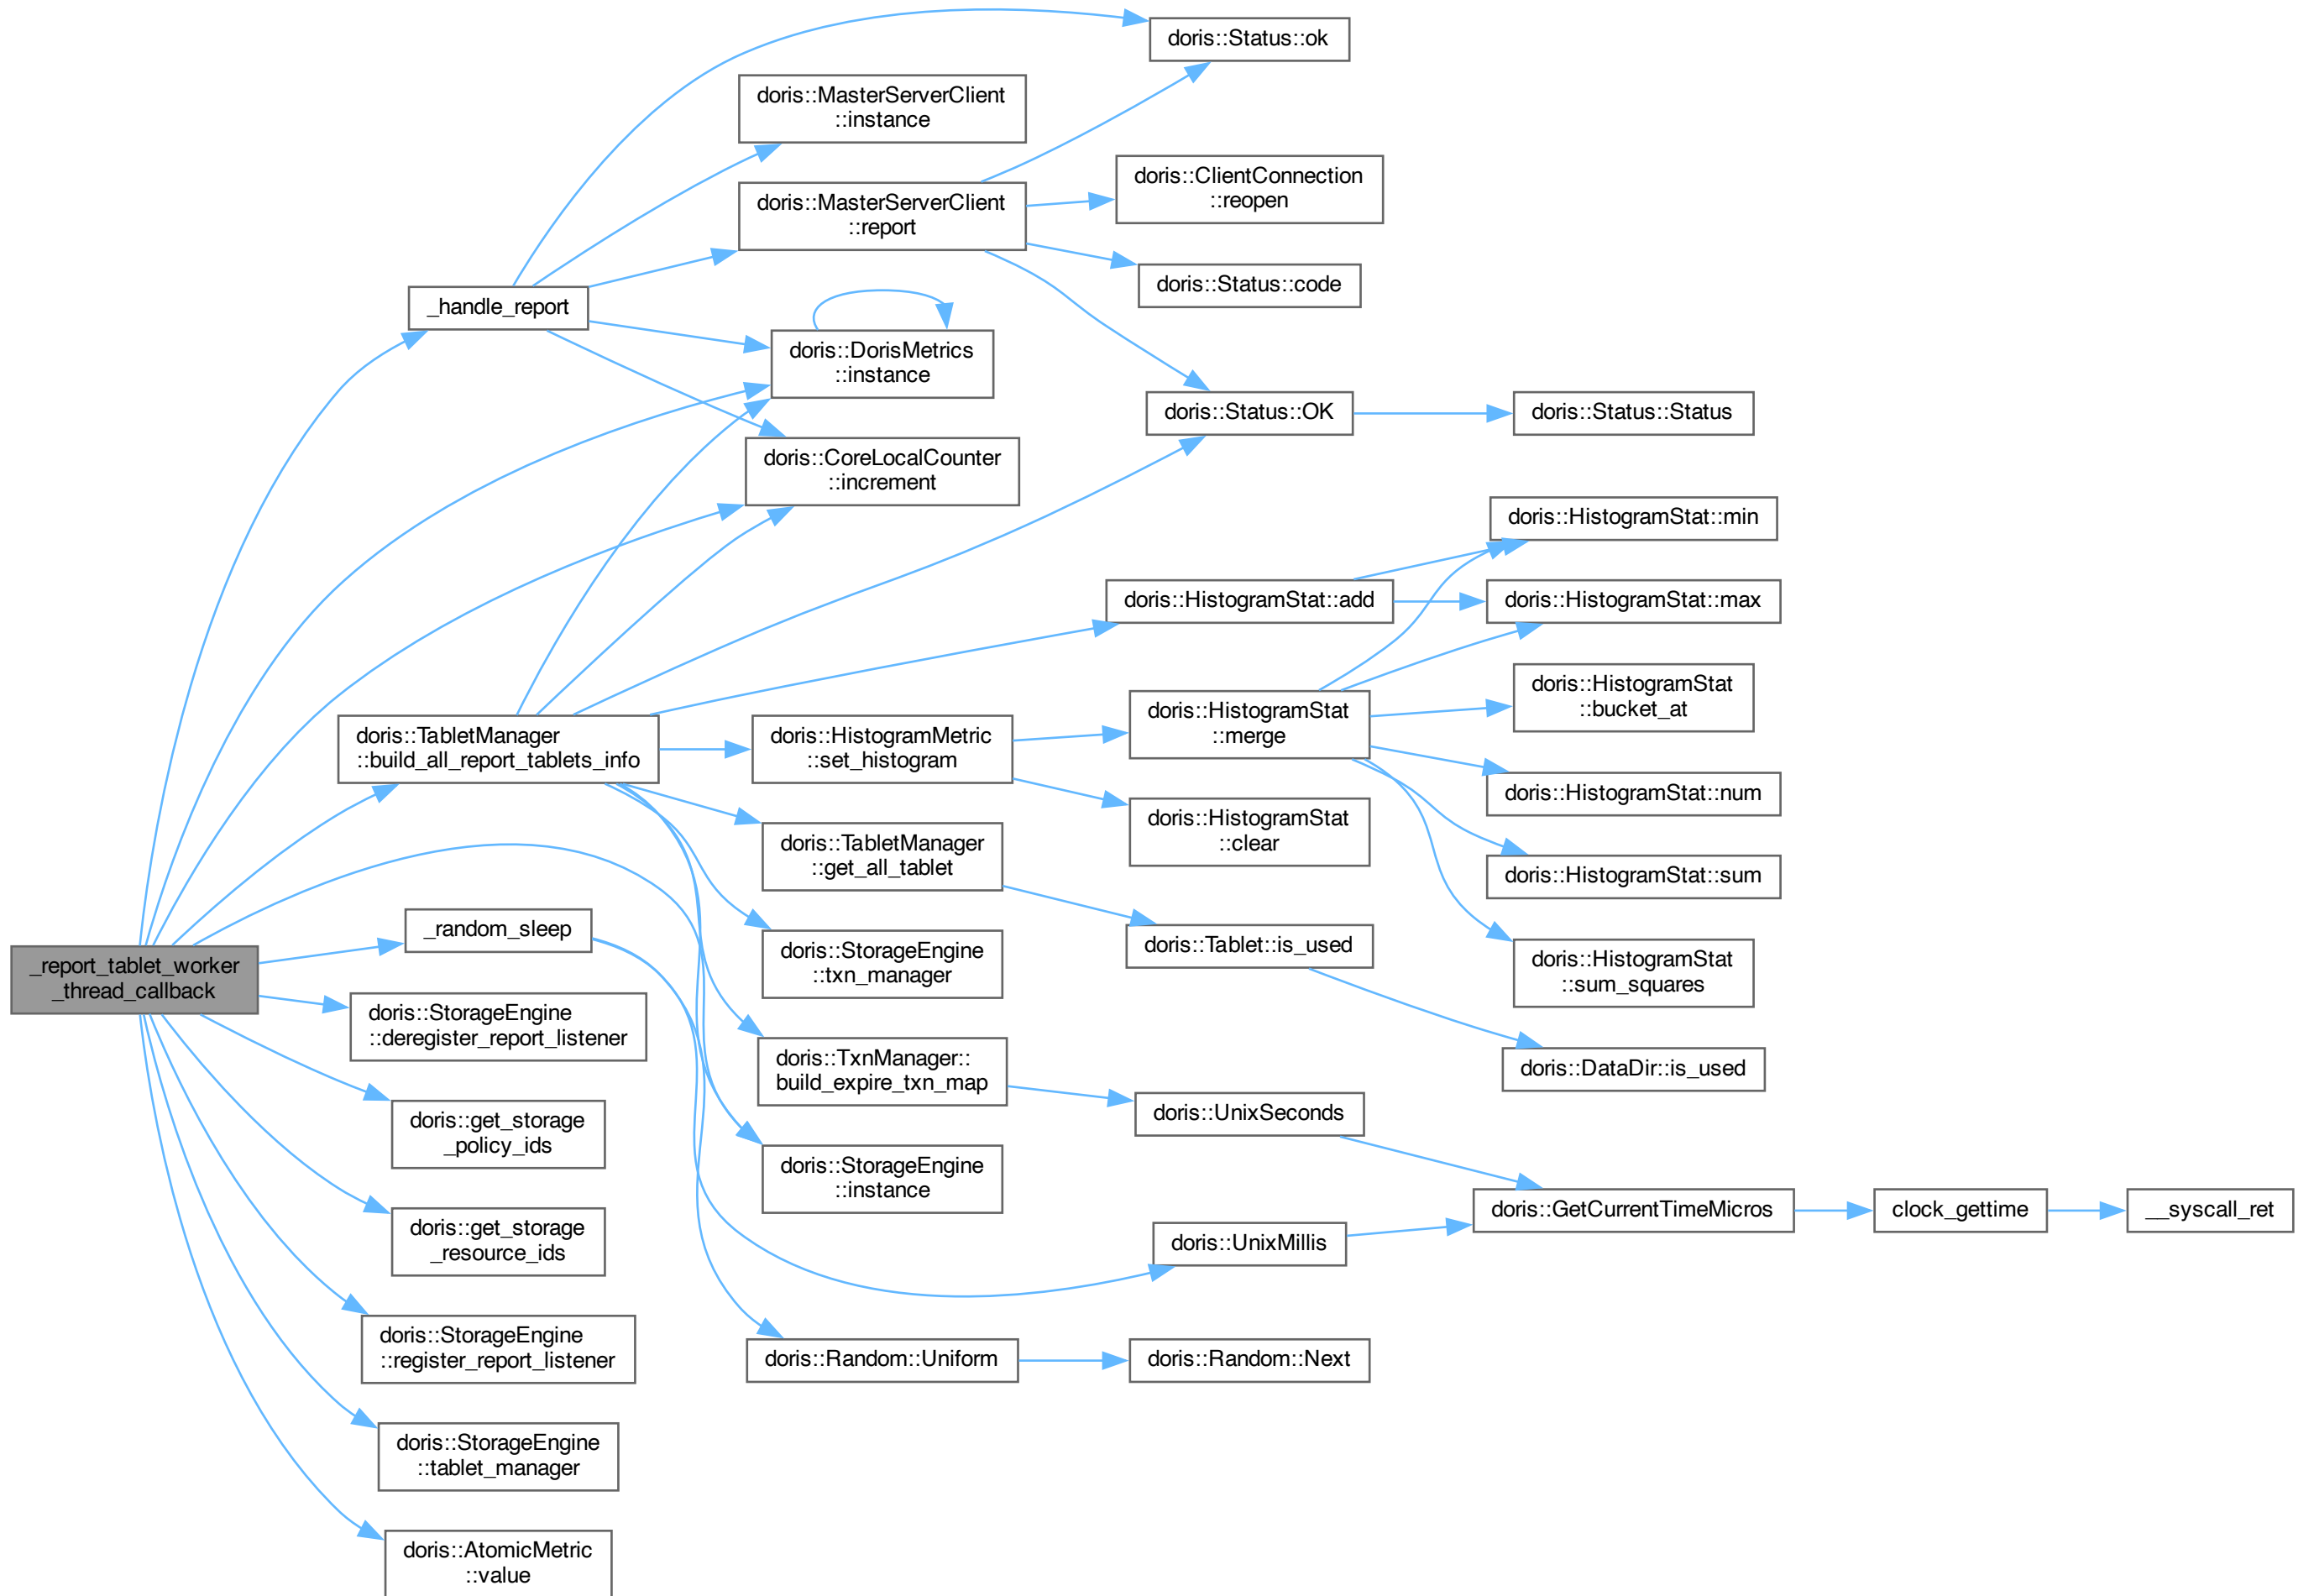 _report_tablet_worker
_thread_callback
_handle_report
doris::TabletManager
::build_all_report_tablets_info
_random_sleep
doris::StorageEngine
::deregister_report_listener
doris::get_storage
_policy_ids
doris::get_storage
_resource_ids
doris::StorageEngine
::register_report_listener
doris::StorageEngine
::tablet_manager
doris::AtomicMetric
::value
doris::MasterServerClient
::instance
doris::MasterServerClient
::report
doris::DorisMetrics
::instance
doris::CoreLocalCounter
::increment
doris::HistogramMetric
::set_histogram
doris::TabletManager
::get_all_tablet
doris::StorageEngine
::txn_manager
doris::TxnManager::
build_expire_txn_map
doris::StorageEngine
::instance
doris::Random::Uniform
doris::Status::ok
doris::ClientConnection
::reopen
doris::Status::code
doris::Status::OK
doris::HistogramStat::add
doris::HistogramStat
::merge
doris::HistogramStat
::clear
doris::Tablet::is_used
doris::UnixSeconds
doris::UnixMillis
doris::Random::Next
doris::Status::Status
doris::HistogramStat::min
doris::HistogramStat::max
doris::HistogramStat
::bucket_at
doris::HistogramStat::num
doris::HistogramStat::sum
doris::HistogramStat
::sum_squares
doris::DataDir::is_used
doris::GetCurrentTimeMicros
clock_gettime
__syscall_ret